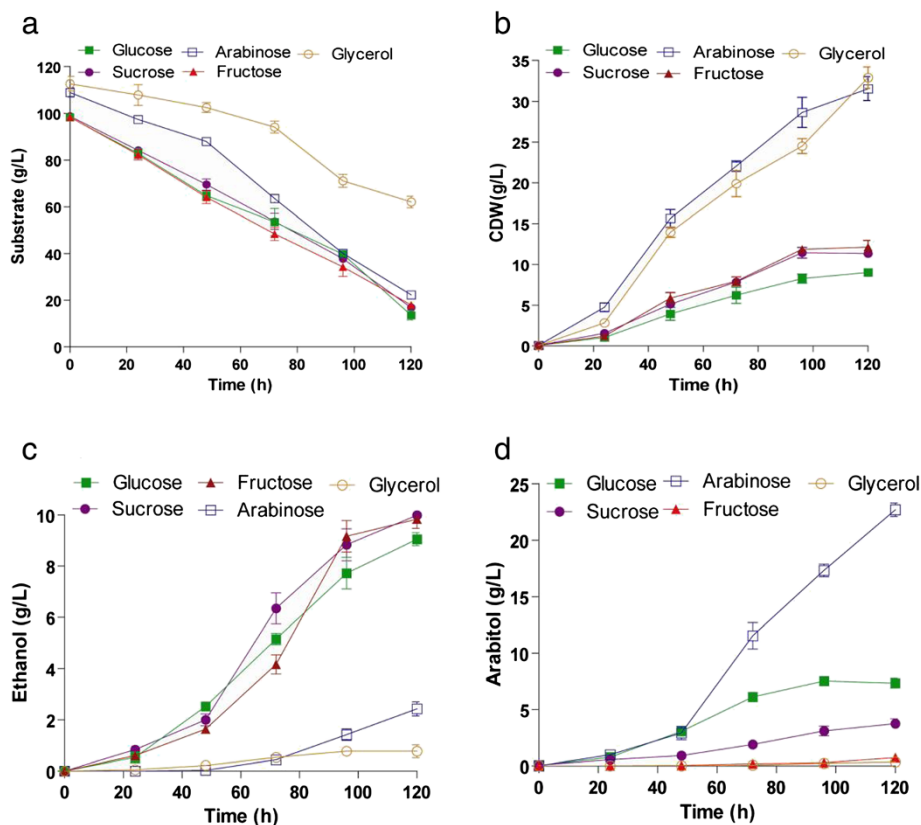 a
Glucose Arabinose Glycerol
Sucrose Fructose
120
100
80
60
40
20
0
Substrate (g/L)
0 20 40 60 80 100 120
Time (h)
b
Glucose Arabinose Glycerol
Sucrose Fructose
35
30
25
20
15
10
5
0
CDW(g/L)
0 20 40 60 80 100 120
Time (h)
c
Glucose Fructose Glycerol
Sucrose Arabinose
10
8
6
4
2
0
Ethanol (g/L)
0 20 40 60 80 100 120
Time (h)
d
Glucose Arabinose Glycerol
Sucrose Fructose
25
20
15
10
5
0
Arabitol (g/L)
0 20 40 60 80 100 120
Time (h)